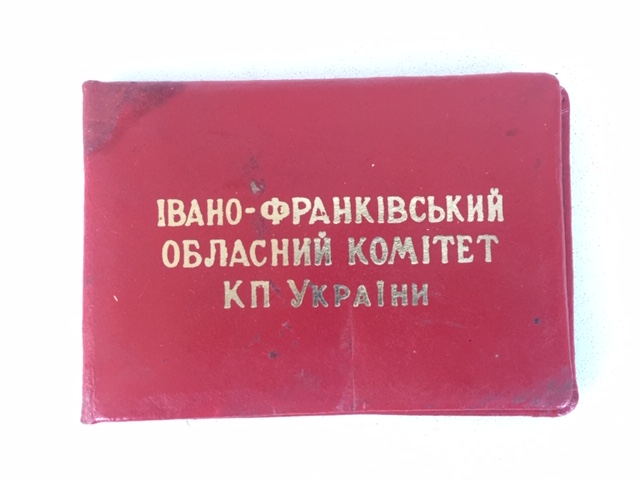 ІВАНО-ФРАНКІВСЬКИЙ
ОБЛАСНИЙ КОМІТЕТ
КП УКРАЇНИ